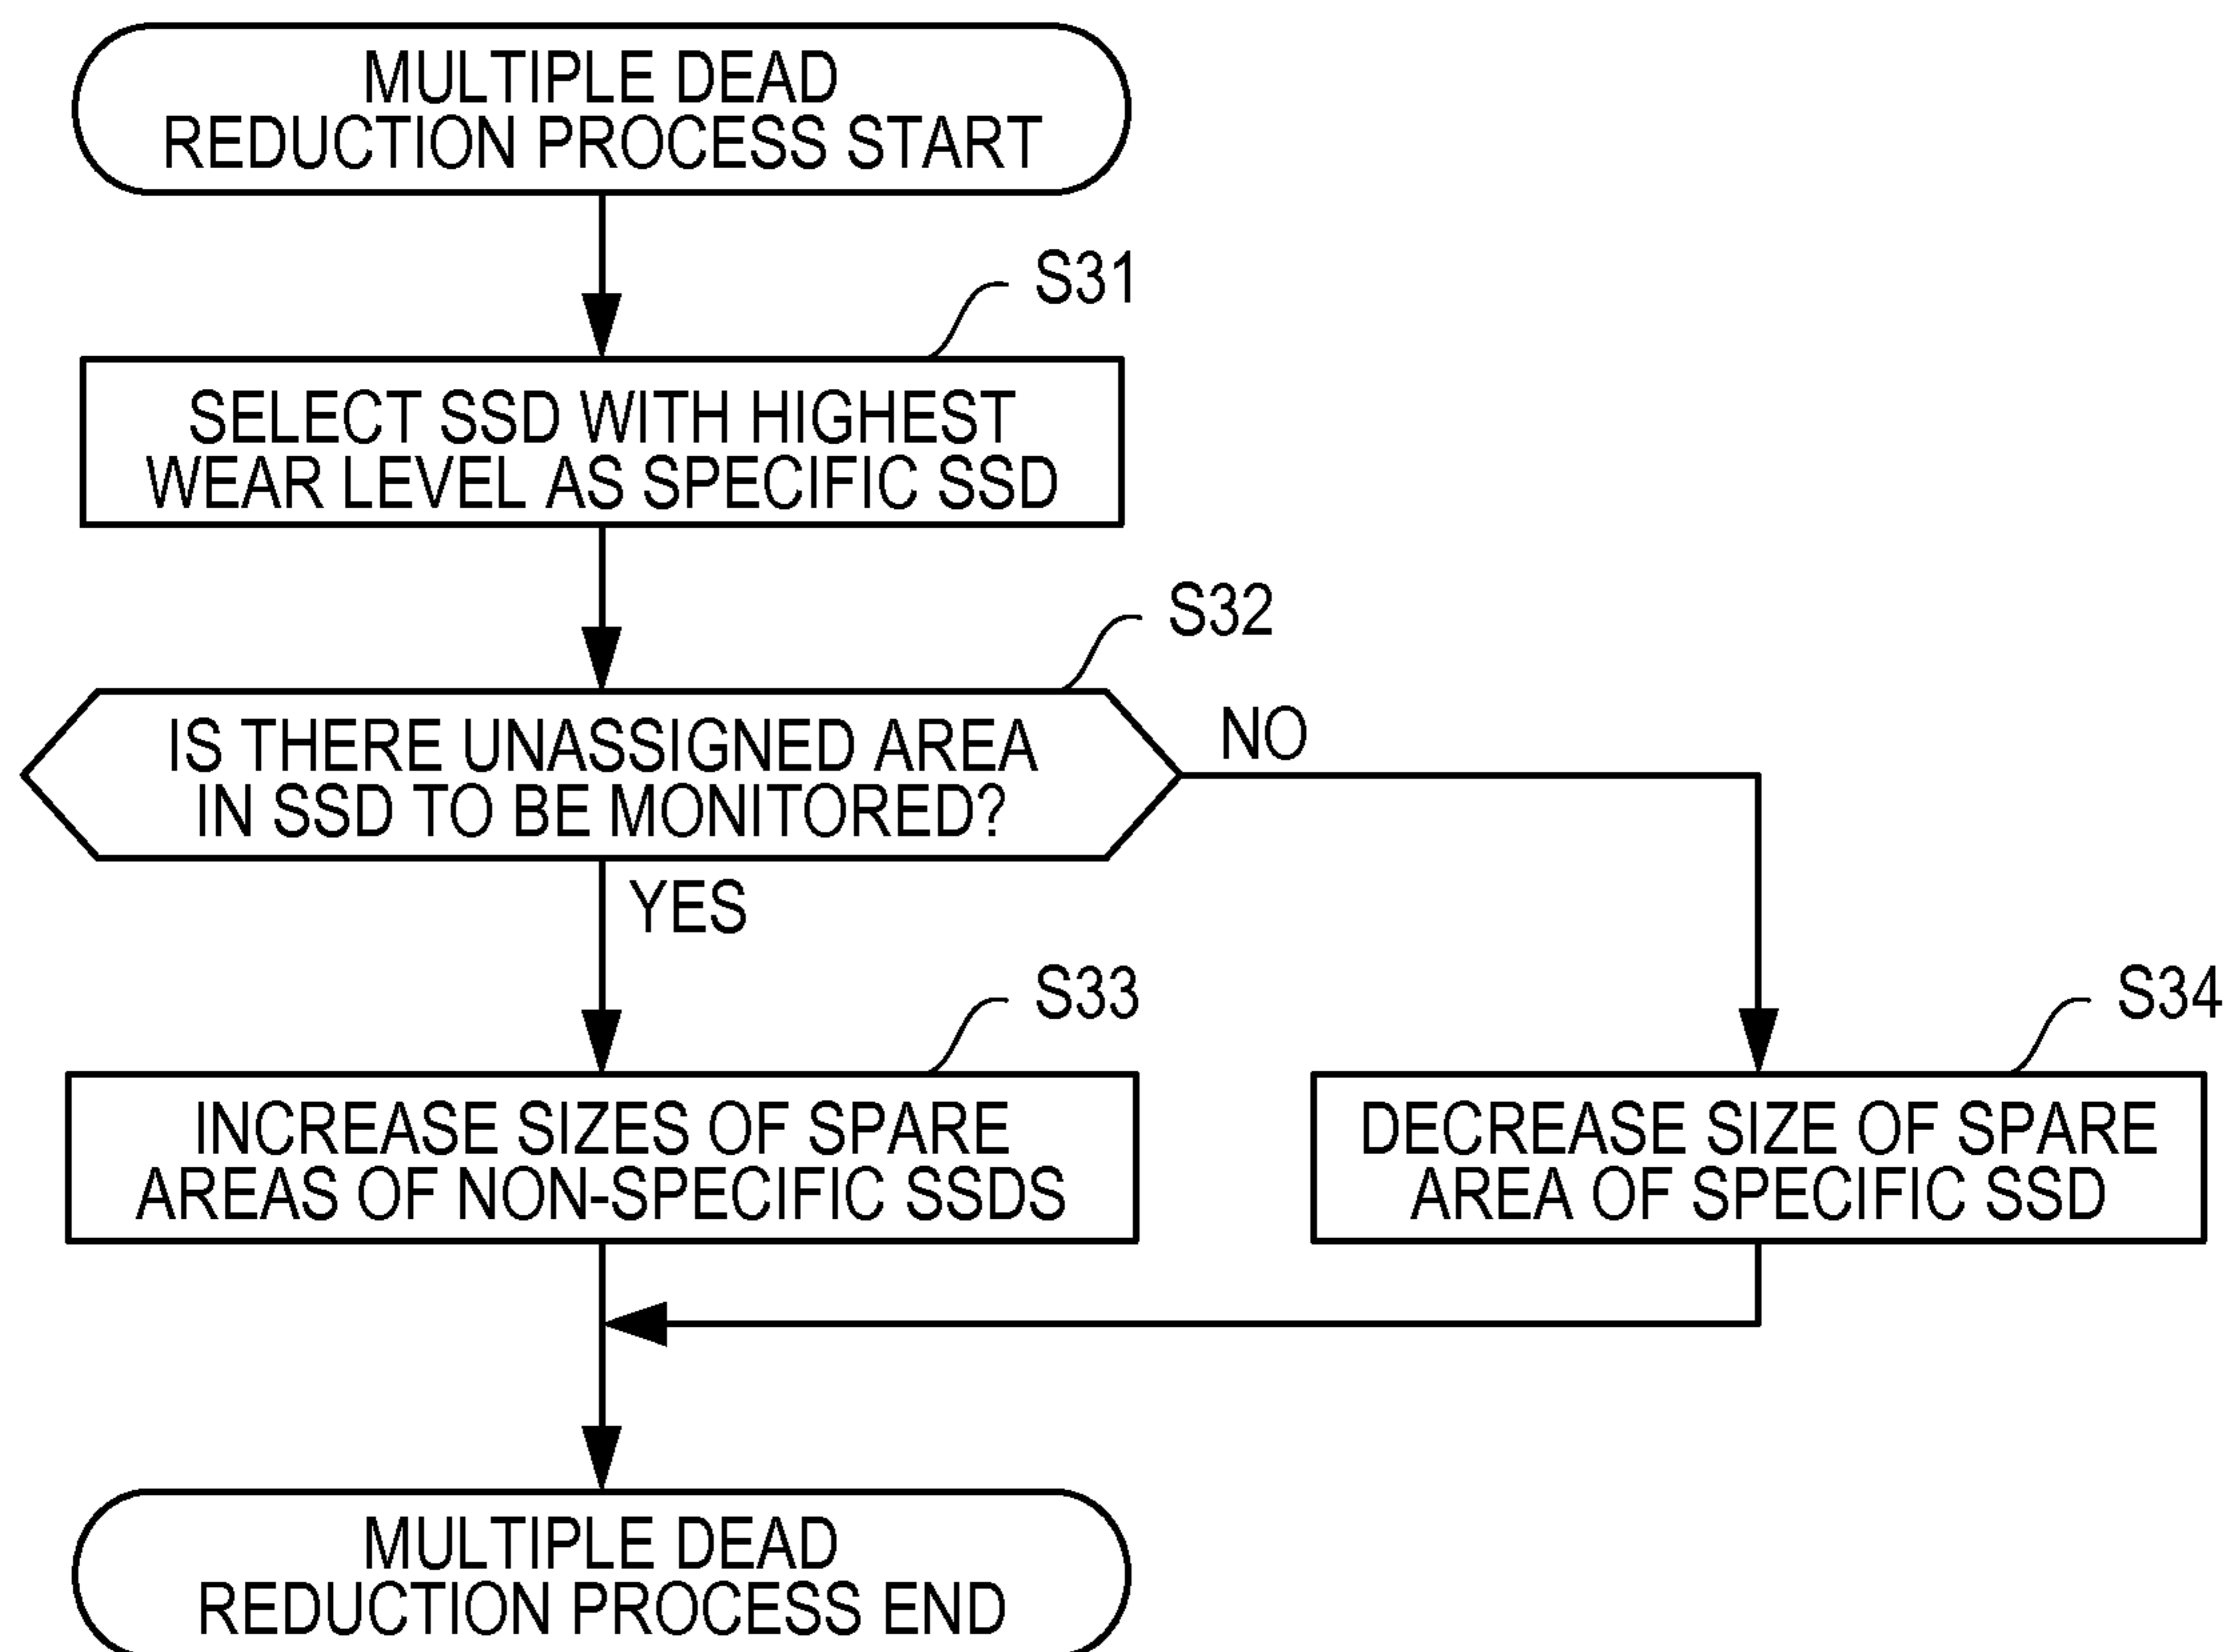 MULTIPLE DEAD
REDUCTION PROCESS START
S31
SELECT SSD WITH HIGHEST
WEAR LEVEL AS SPECIFIC SSD
S32
IS THERE UNASSIGNED AREA
IN SSD TO BE MONITORED?
NO
YES
S33
INCREASE SIZES OF SPARE
AREAS OF NON-SPECIFIC SSDS
S34
DECREASE SIZE OF SPARE
AREA OF SPECIFIC SSD
MULTIPLE DEAD
REDUCTION PROCESS END